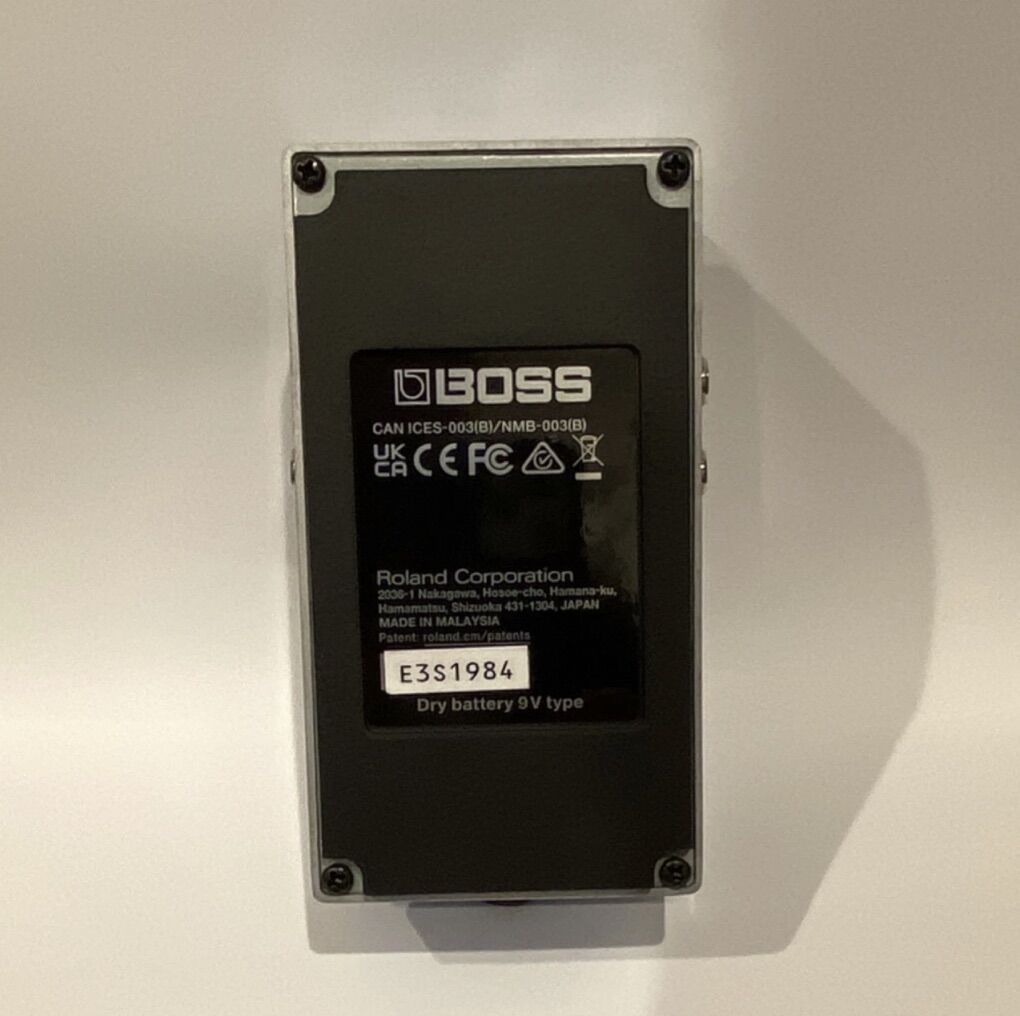 BOSS
CAN ICES-003(B)/NMB-003(B)
UK CA CE FC
Roland Corporation
2036-1 Nakagawa, Hosoe-cho, Hamana-ku,
Hamamatsu, Shizuoka 431-1304, JAPAN
MADE IN MALAYSIA
Patent: roland.cm/patents
E3S1984
Dry battery 9V type